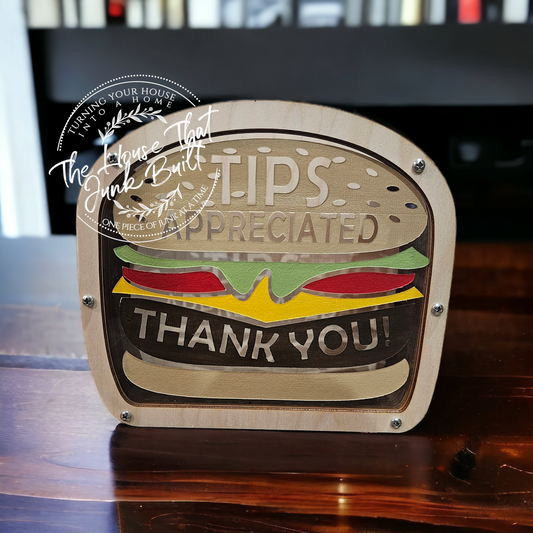 TURNING YOUR HOUSE
INTO A HOME
The House That
Junk Built
ONE PIECE OF JUNK AT A TIME
TIPS
APPRECIATED
THANK YOU!